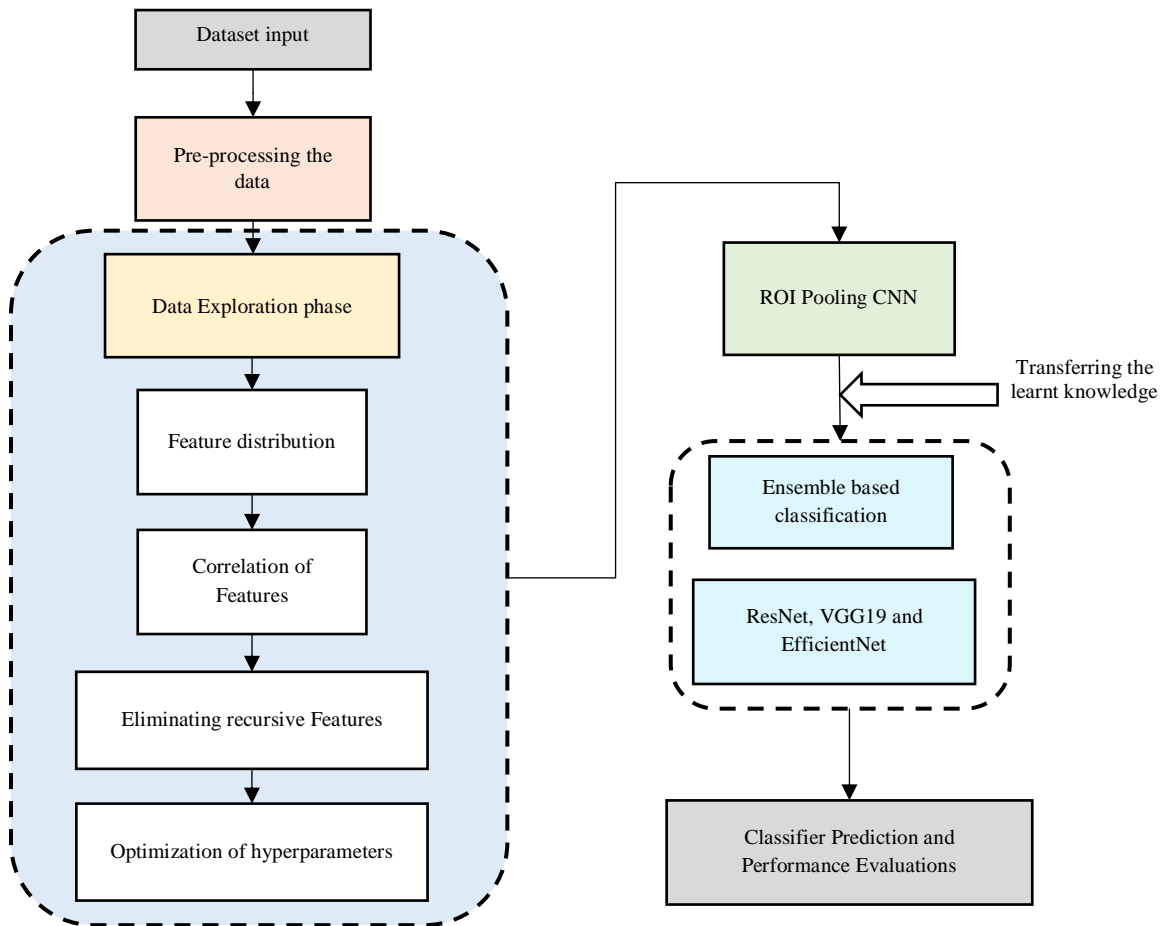 Dataset input
Pre-processing the
data
Data Exploration phase
Feature distribution
Correlation of
Features
Eliminating recursive Features
Optimization of hyperparameters
ROI Pooling CNN
Transferring the
learnt knowledge
Ensemble based
classification
ResNet, VGG19 and
EfficientNet
Classifier Prediction and
Performance Evaluations